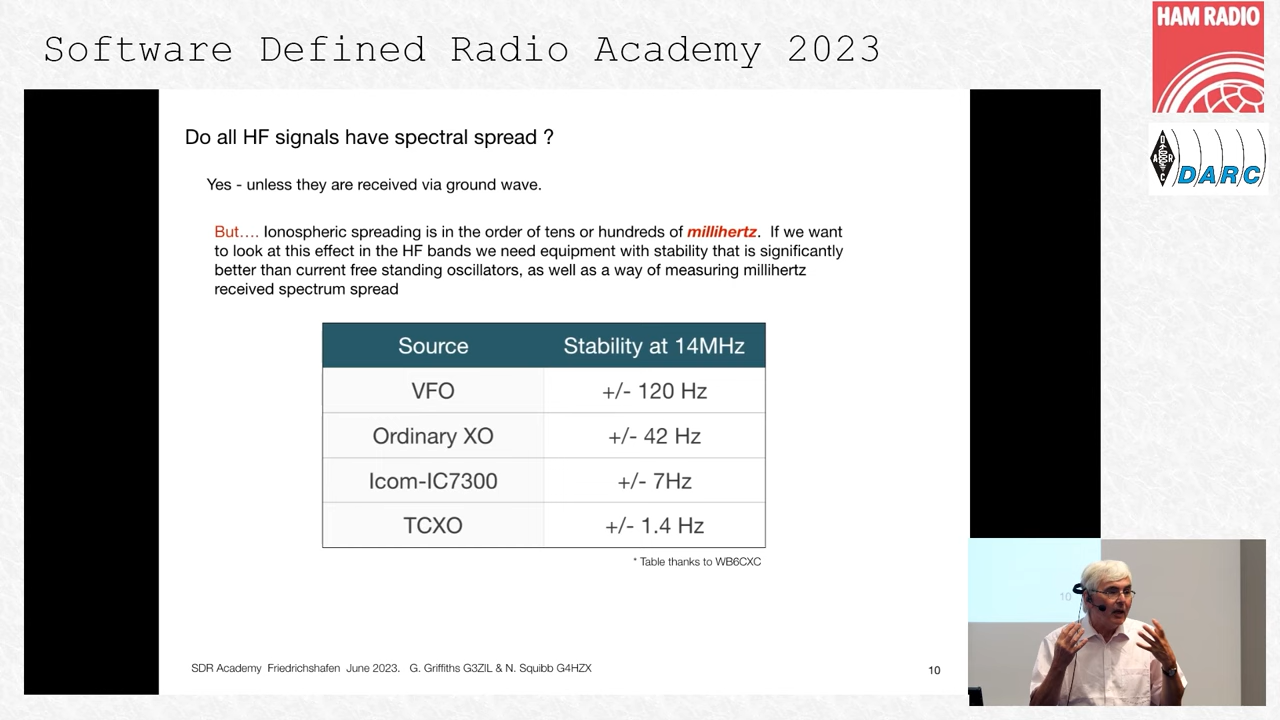 Software Defined Radio Academy 2023
HAM RADIO
DARC
Do all HF signals have spectral spread ?
Yes - unless they are received via ground wave.
But…. Ionospheric spreading is in the order of tens or hundreds of millihertz. If we want
to look at this effect in the HF bands we need equipment with stability that is significantly
better than current free standing oscillators, as well as a way of measuring millihertz
received spectrum spread
Source Stability at 14MHz
VFO +/- 120 Hz
Ordinary XO +/- 42 Hz
Icom-IC7300 +/- 7Hz
TCXO +/- 1.4 Hz
* Table thanks to WB6CXC
SDR Academy Friedrichshafen June 2023. G. Griffiths G3ZIL & N. Squibb G4HZX
10
10